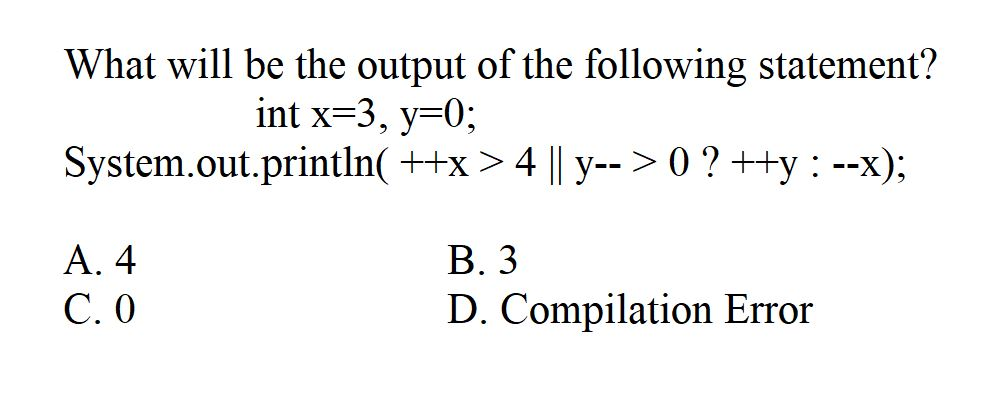 What will be the output of the following statement?
int x=3, y=0;
System.out.println( ++x > 4 || y-- > 0 ? ++y : --x);
A. 4 B. 3
C. 0 D. Compilation Error